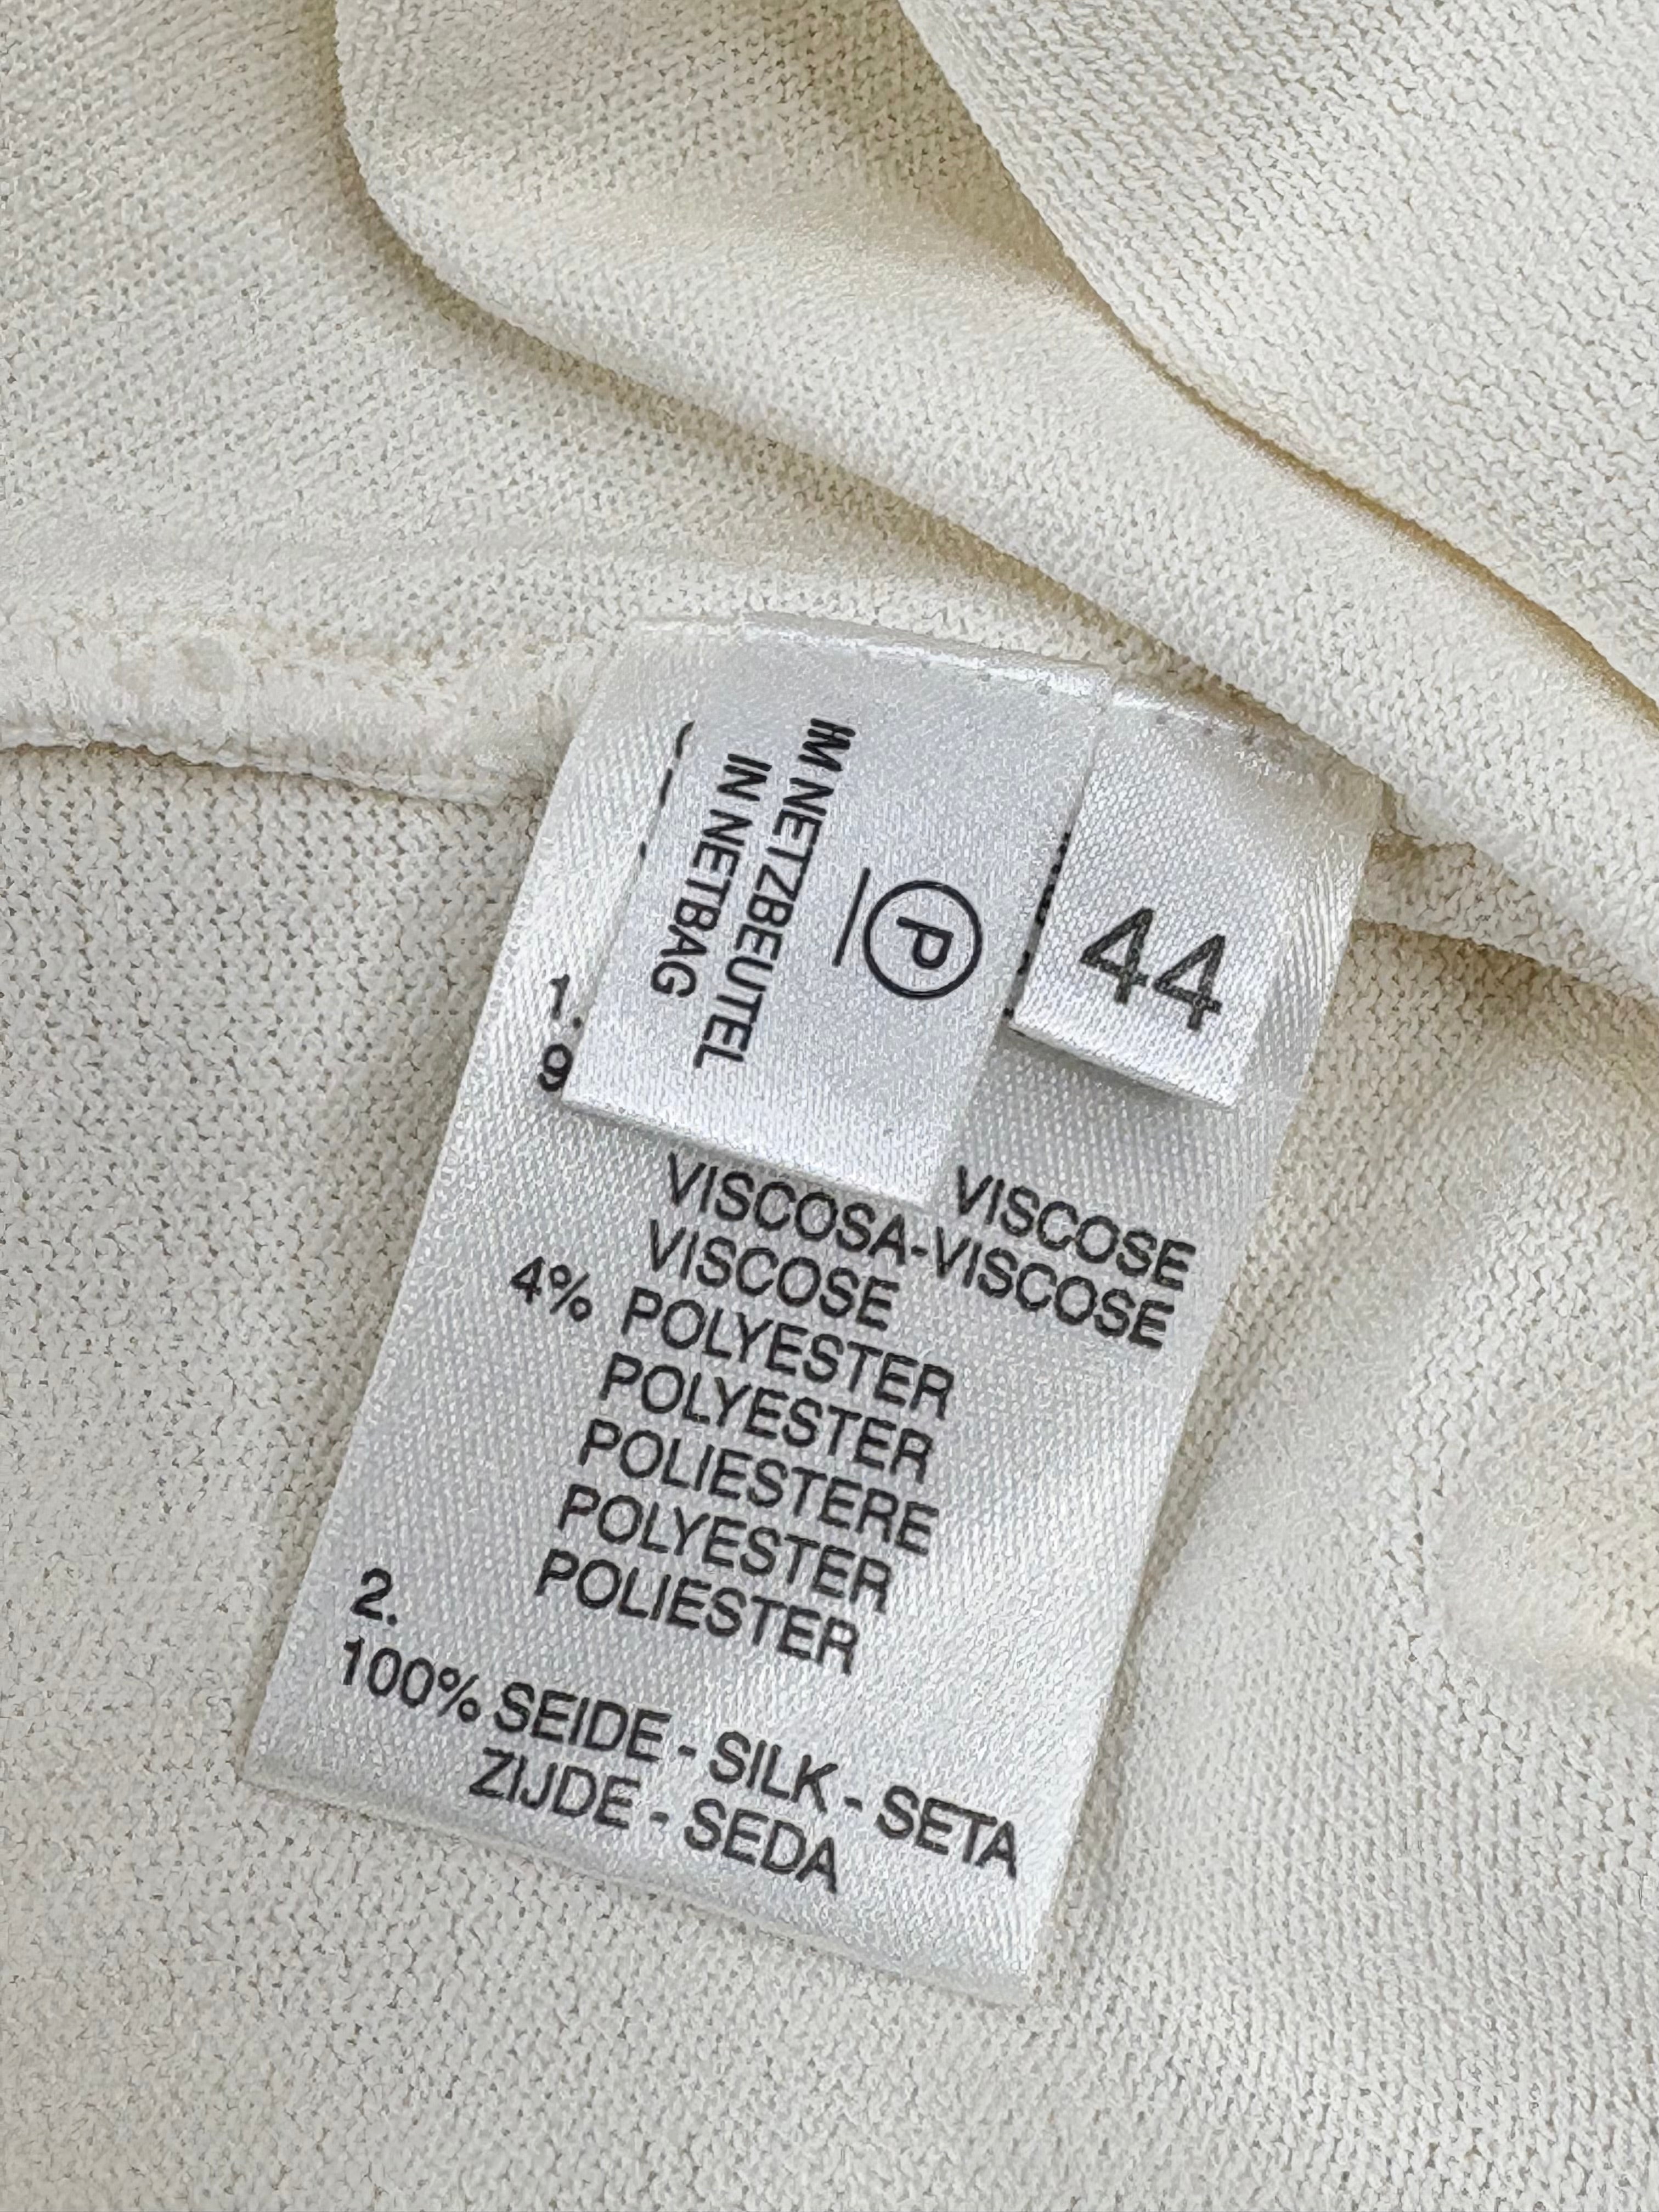 44
P
IM NETZBEUTEL
IN NETBAG
1.
9
VISCOSE
VISCOSA-VISCOSE
VISCOSE
4% POLYESTER
POLYESTER
POLIESTERE
POLYESTER
POLIESTER
2.
100% SEIDE - SILK - SETA
ZIJDE - SEDA